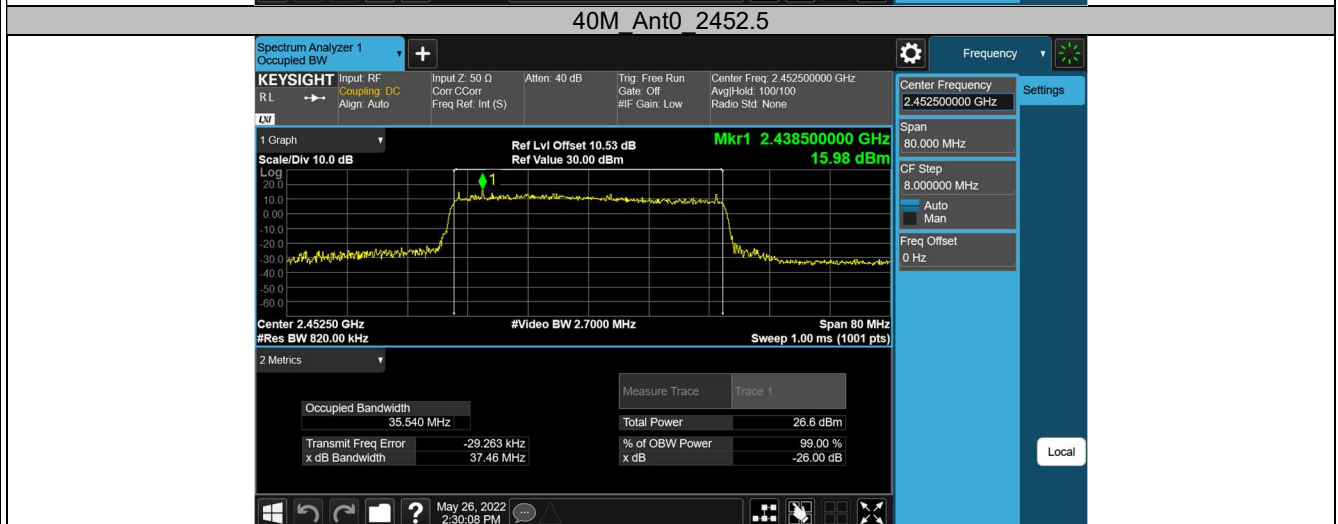 40M_Ant0_2452.5
Spectrum Analyzer 1
Occupied BW
Frequency
KEYSIGHT
R L
LXI
Input: RF
Coupling: DC
Align: Auto
Input Z: 50 Ω
Corr CCorr
Freq Ref: Int (S)
Atten: 40 dB
Trig: Free Run
Gate: Off
#IF Gain: Low
Center Freq: 2.452500000 GHz
Avg|Hold: 100/100
Radio Std: None
Center Frequency
2.452500000 GHz
Settings
Span
80.000 MHz
CF Step
8.000000 MHz
Auto
Man
Freq Offset
0 Hz
Local
1 Graph
Scale/Div 10.0 dB
Ref Lvl Offset 10.53 dB
Ref Value 30.00 dBm
Mkr1 2.438500000 GHz
15.98 dBm
Log
20.0
10.0
0.00
-10.0
-20.0
-30.0
-40.0
-50.0
-60.0
1
Center 2.45250 GHz
#Video BW 2.7000 MHz
Span 80 MHz
#Res BW 820.00 kHz
Sweep 1.00 ms (1001 pts)
2 Metrics
Measure Trace
Trace 1
Occupied Bandwidth
35.540 MHz
Total Power
26.6 dBm
Transmit Freq Error
-29.263 kHz
% of OBW Power
99.00 %
x dB Bandwidth
37.46 MHz
x dB
-26.00 dB
May 26, 2022
2:30:08 PM